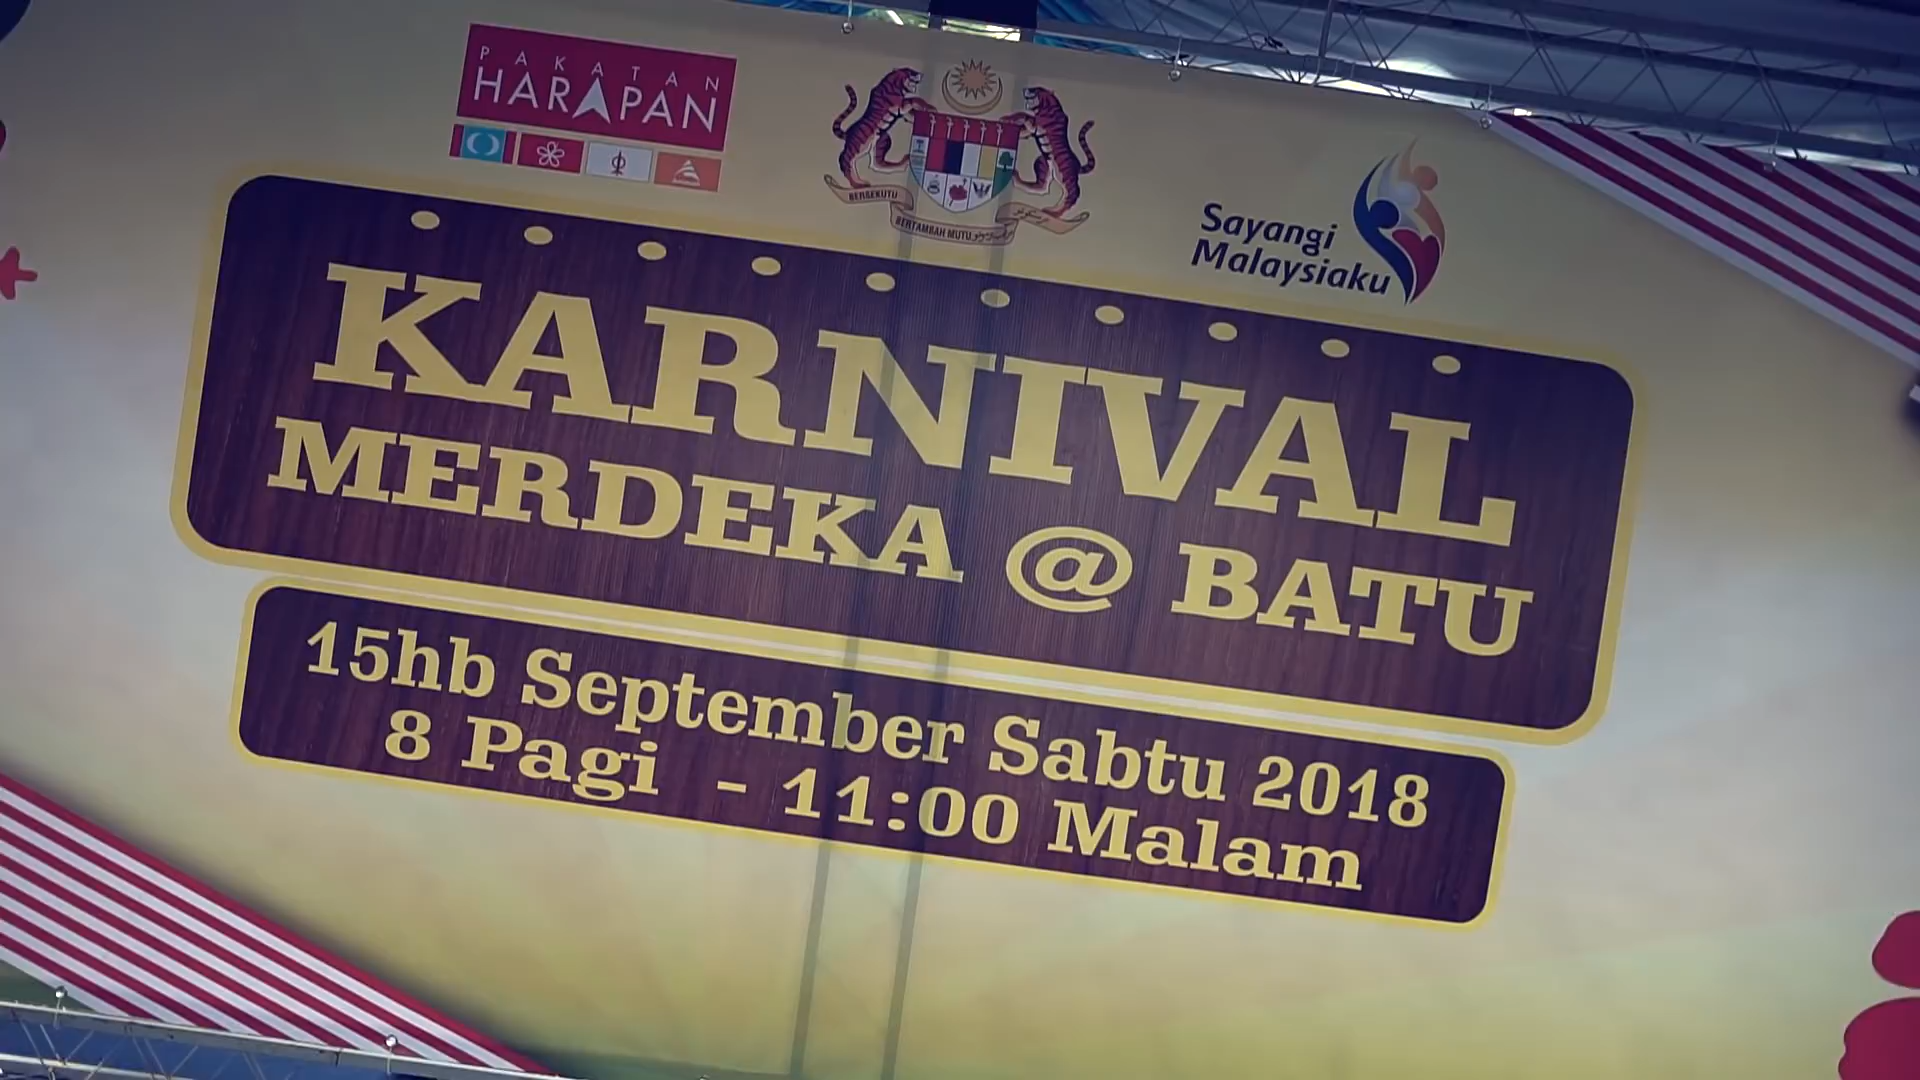 PAKATAN
HARAPAN
BERSEKUTU
BERTAMBAH MUTU
Sayangi
Malaysiaku
KARNIVAL
MERDEKA @ BATU
15hb September Sabtu 2018
8 Pagi - 11:00 Malam